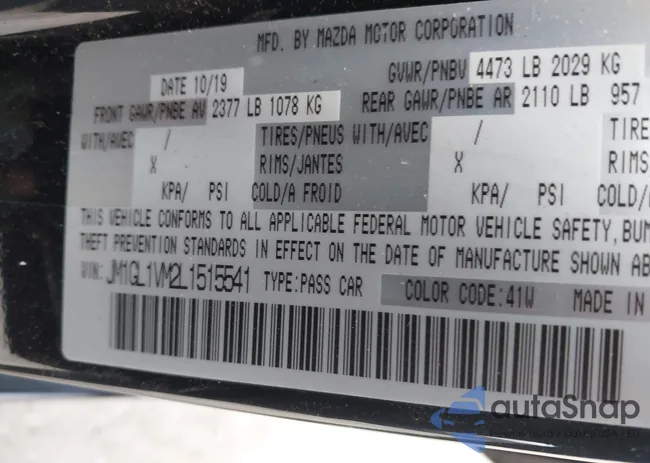 MFD. BY MAZDA MOTOR CORPORATION
DATE 10/19
GVWR/PNBV 4473 LB 2029 KG
FRONT GAWR/PNBE AV 2377 LB 1078 KG
REAR GAWR/PNBE AR 2110 LB 957
WITH/AVEC / TIRES/PNEUS WITH/AVEC / TIRE
X RIMS/JANTES X RIMS
KPA/ PSI COLD/A FROID KPA/ PSI COLD/A
THIS VEHICLE CONFORMS TO ALL APPLICABLE FEDERAL MOTOR VEHICLE SAFETY, BUM
THEFT PREVENTION STANDARDS IN EFFECT ON THE DATE OF MANUFACTURE SHOWN AB
VIN: JM1GL1VM2L1515541 TYPE:PASS CAR COLOR CODE:41W MADE IN
autoSnap